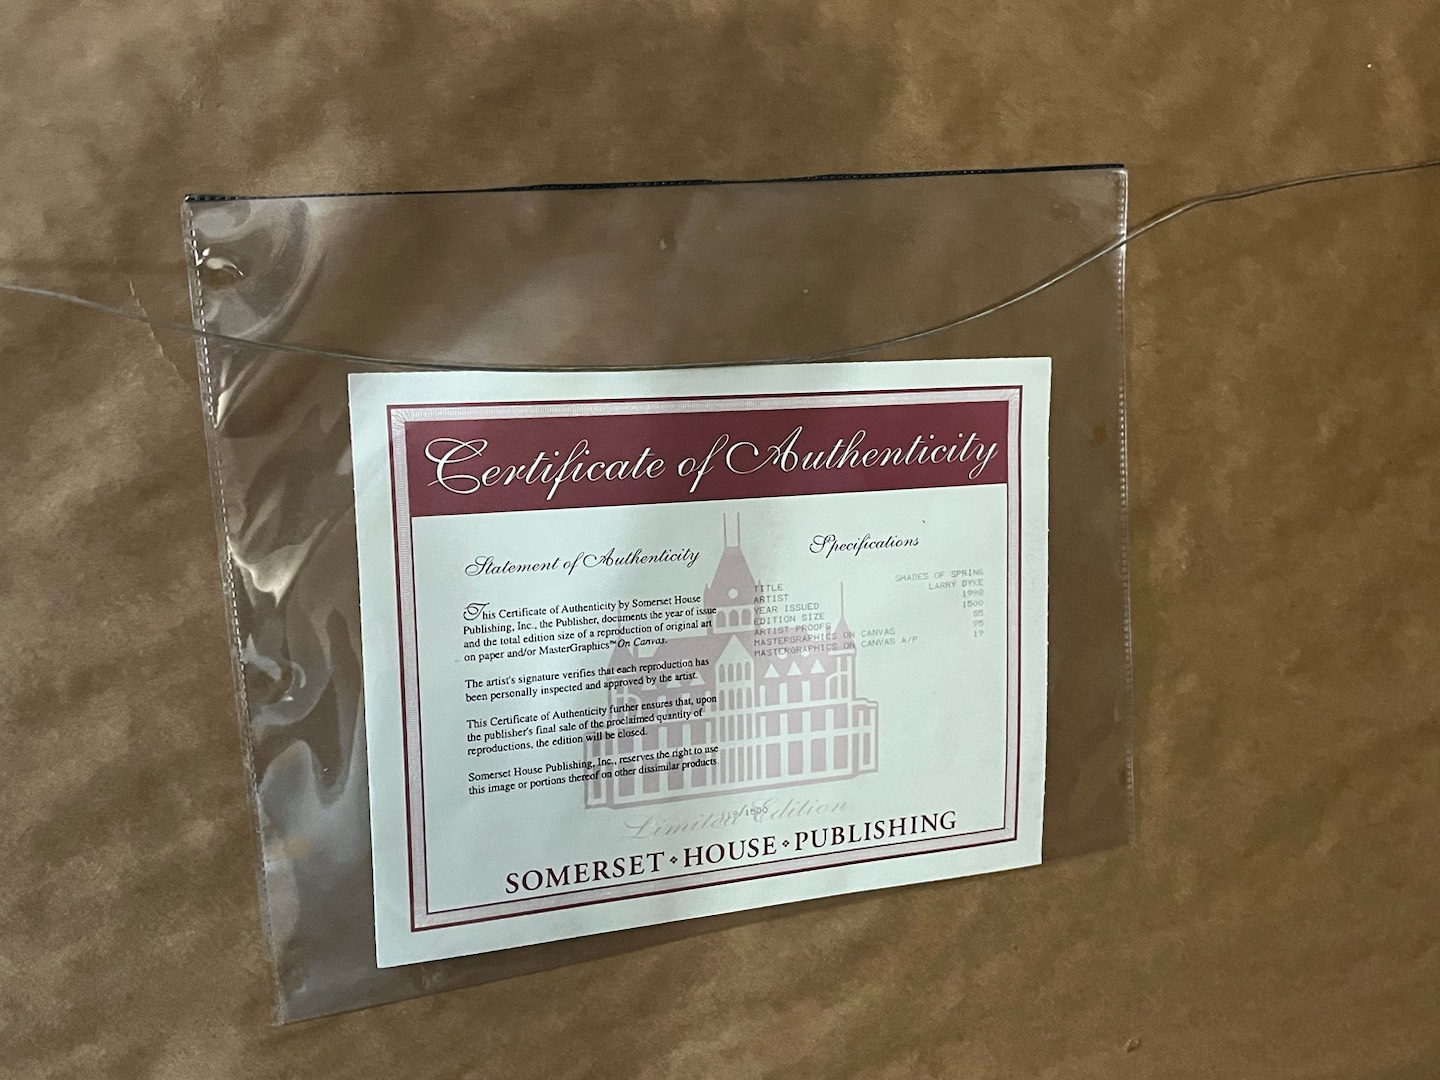 Certificate of Authenticity
Statement of Authenticity
This Certificate of Authenticity by Somerset House
Publishing, Inc., the Publisher, documents the year of issue
and the total edition size of a reproduction of original art
on paper and/or MasterGraphics™ On Canvas.
The artist's signature verifies that each reproduction has
been personally inspected and approved by the artist.
This Certificate of Authenticity further ensures that, upon
the publisher's final sale of the proclaimed quantity of
reproductions, the edition will be closed.
Somerset House Publishing, Inc., reserves the right to use
this image or portions thereof on other dissimilar products.
Specifications
TITLE SHADES OF SPRING
ARTIST LARRY DYKE
YEAR ISSUED 1998
EDITION SIZE 1500
ARTIST PROOFS
MASTERGRAPHICS ON CANVAS 95
MASTERGRAPHICS ON CANVAS A/P 19
Limited Edition
SOMERSET HOUSE PUBLISHING